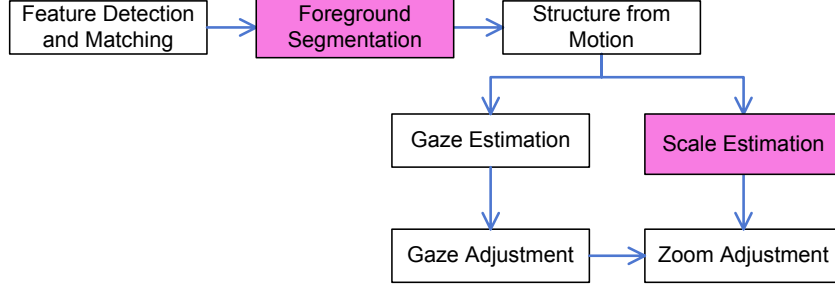 Feature Detection
and Matching
Foreground
Segmentation
Structure from
Motion
Gaze Estimation
Scale Estimation
Gaze Adjustment
Zoom Adjustment